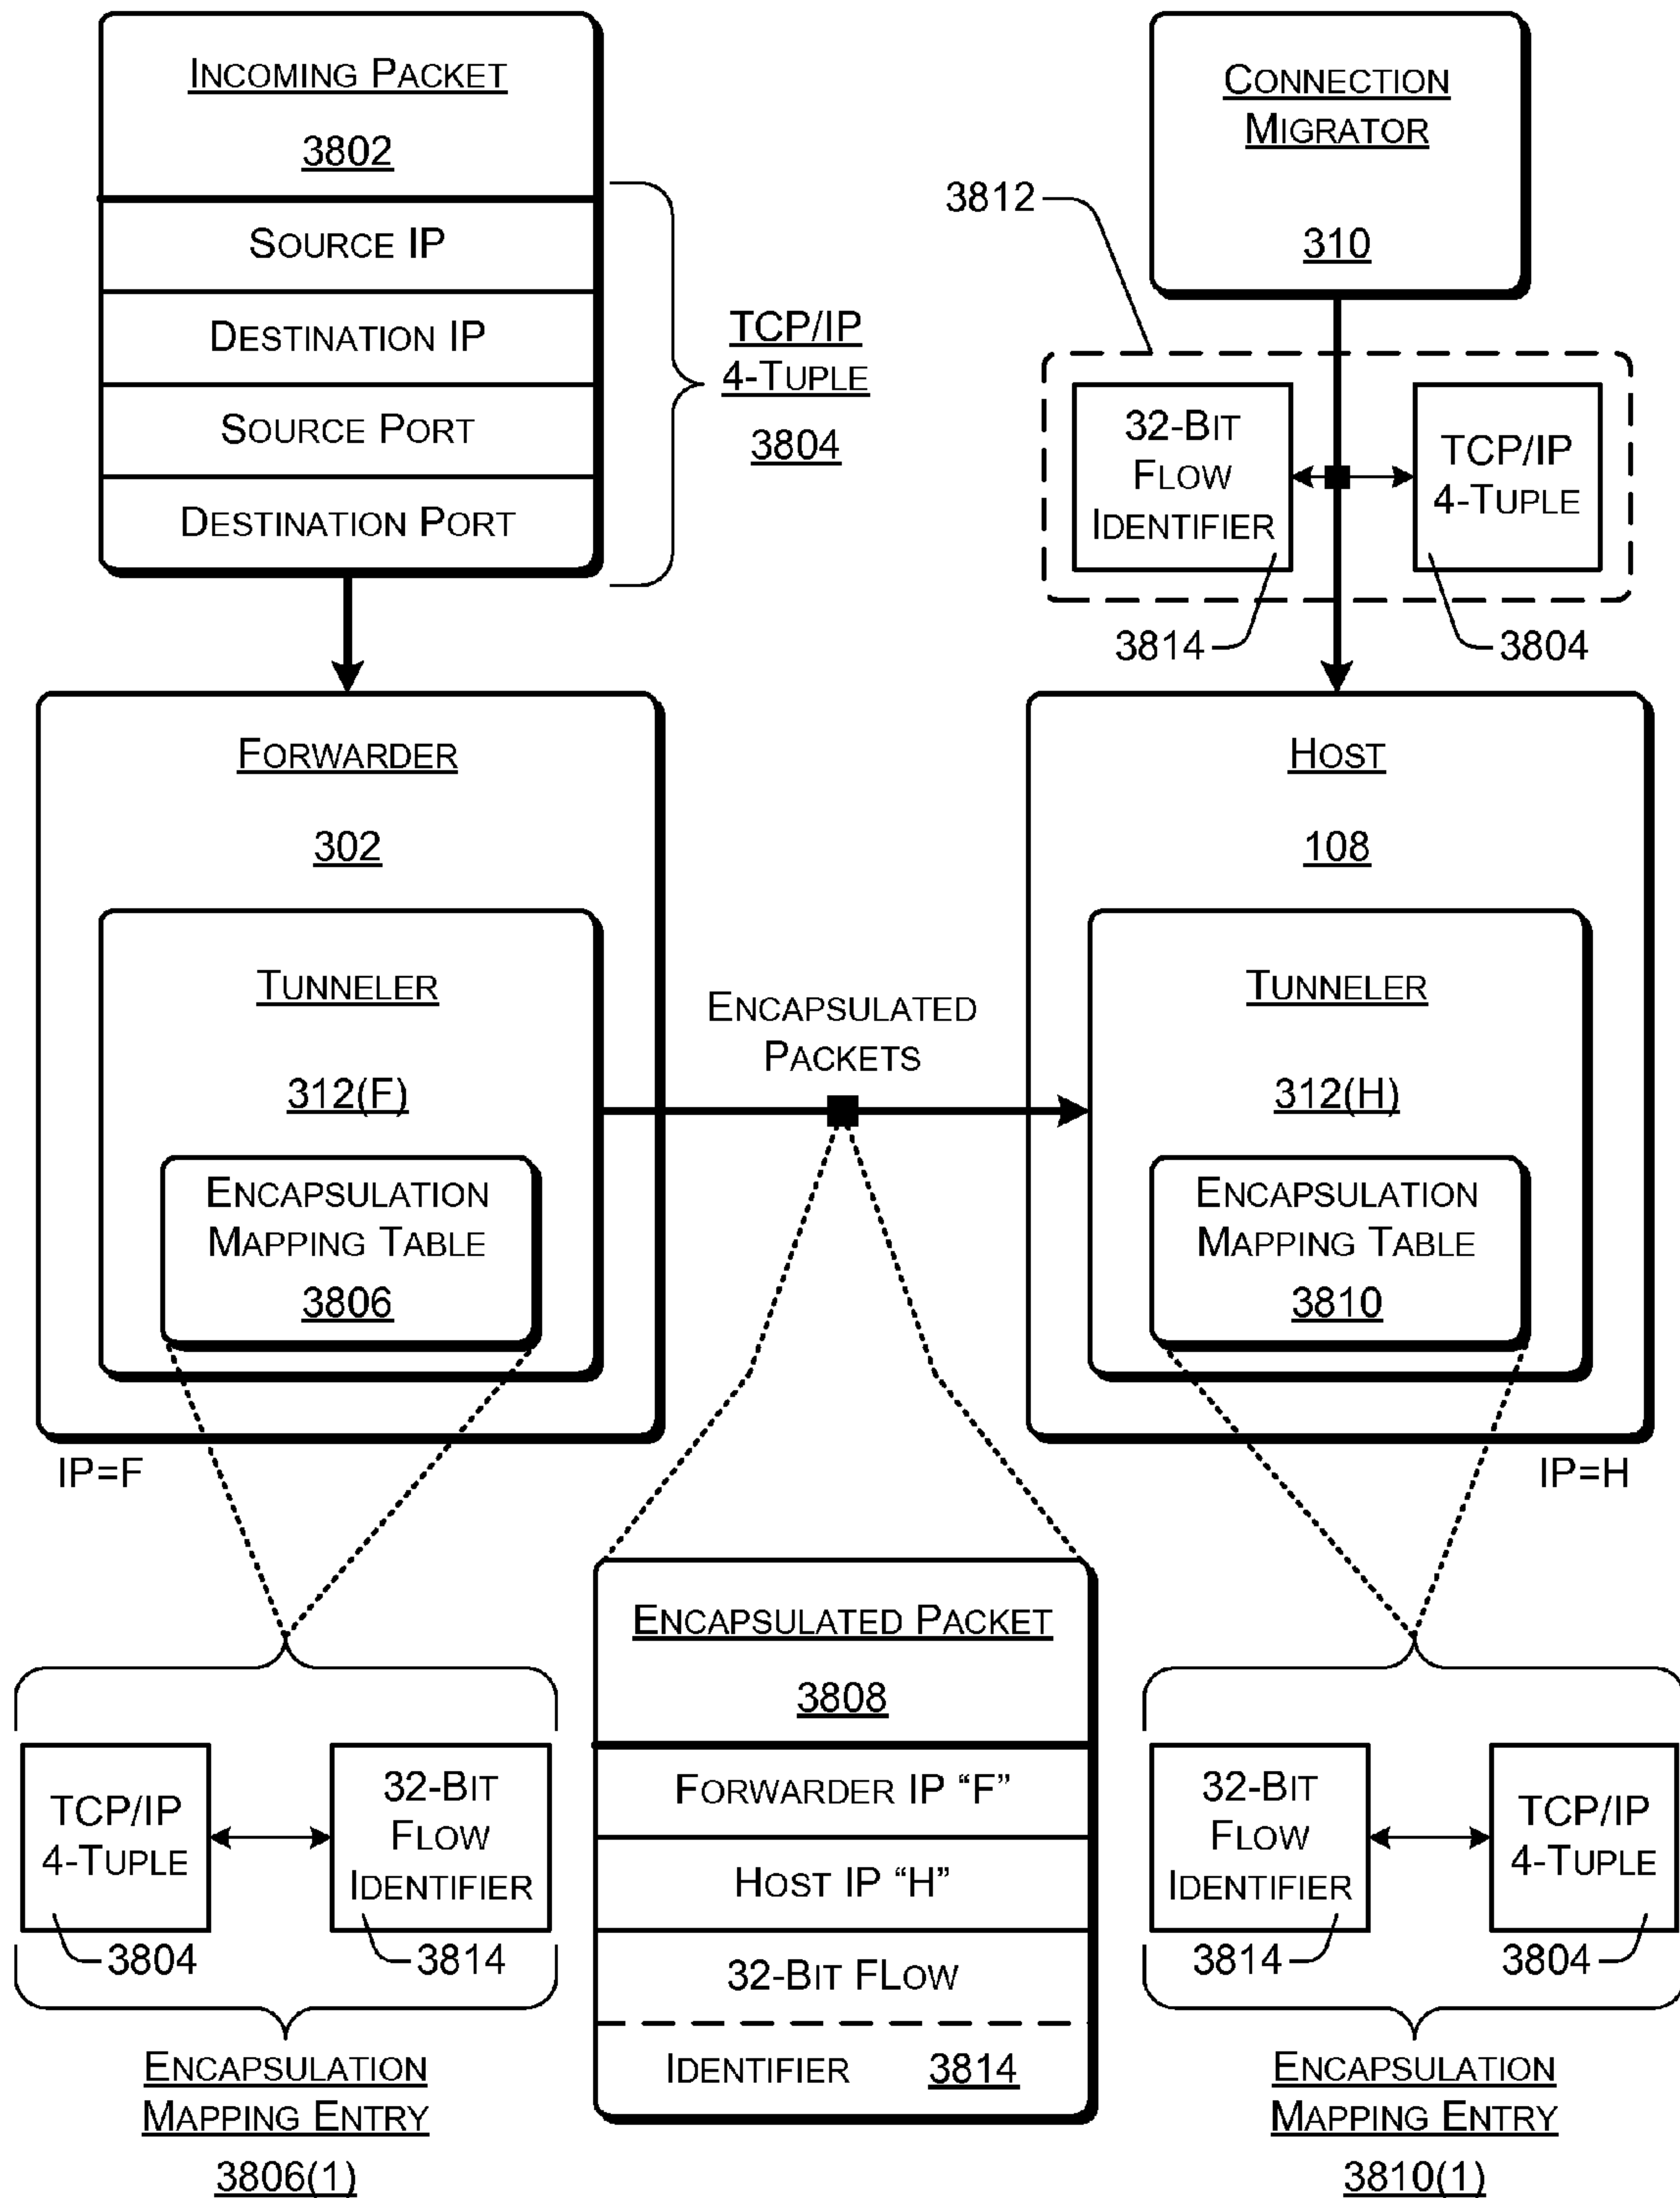 INCOMING PACKET
3802
SOURCE IP
DESTINATION IP
SOURCE PORT
DESTINATION PORT
TCP/IP
4-TUPLE
3804
CONNECTION
MIGRATOR
310
3812
32-BIT
FLOW
IDENTIFIER
TCP/IP
4-TUPLE
3814
3804
FORWARDER
302
TUNNELER
312(F)
ENCAPSULATION
MAPPING TABLE
3806
IP=F
ENCAPSULATED
PACKETS
HOST
108
TUNNELER
312(H)
ENCAPSULATION
MAPPING TABLE
3810
IP=H
TCP/IP
4-TUPLE
32-BIT
FLOW
IDENTIFIER
3804
3814
ENCAPSULATION
MAPPING ENTRY
3806(1)
ENCAPSULATED PACKET
3808
FORWARDER IP “F”
HOST IP “H”
32-BIT FLOW
IDENTIFIER 3814
32-BIT
FLOW
IDENTIFIER
TCP/IP
4-TUPLE
3814
3804
ENCAPSULATION
MAPPING ENTRY
3810(1)